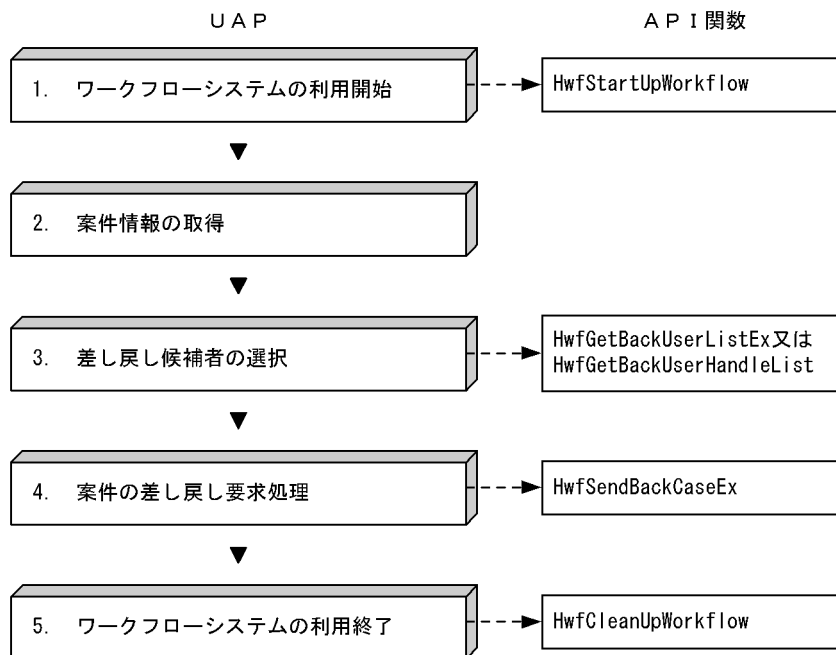 ＵＡＰ
ＡＰＩ関数
1. ワークフローシステムの利用開始
HwfStartUpWorkflow
2. 案件情報の取得
3. 差し戻し候補者の選択
HwfGetBackUserListEx又は
HwfGetBackUserHandleList
4. 案件の差し戻し要求処理
HwfSendBackCaseEx
5. ワークフローシステムの利用終了
HwfCleanUpWorkflow